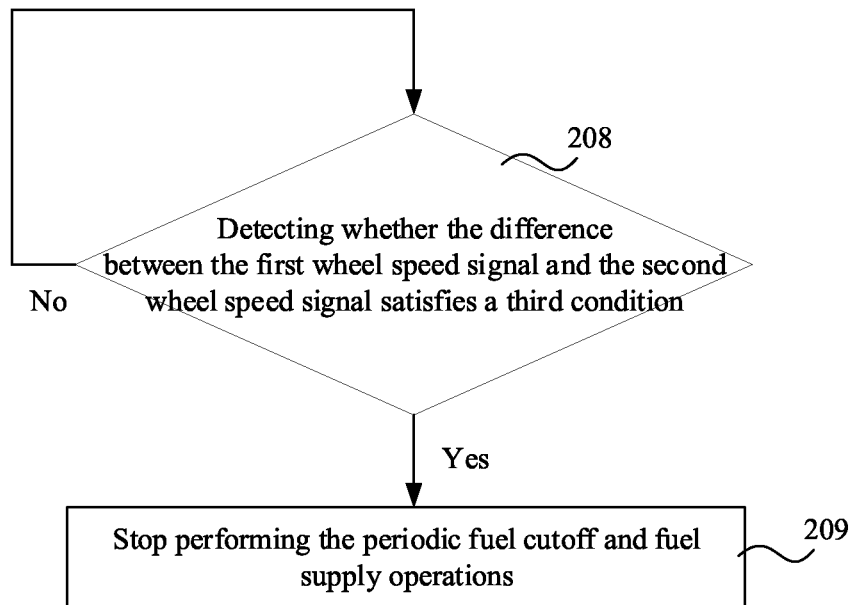 208
Detecting whether the difference
between the first wheel speed signal and the second
wheel speed signal satisfies a third condition
No
Yes
Stop performing the periodic fuel cutoff and fuel
supply operations
209